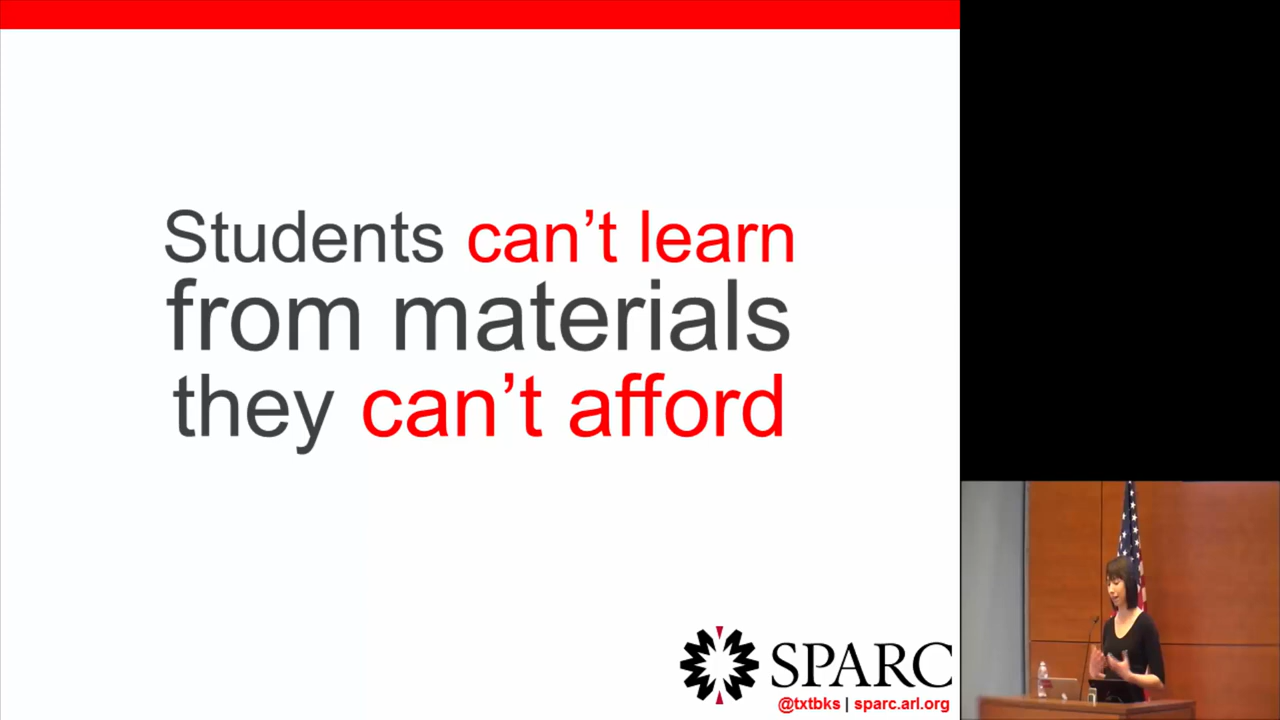 Students can’t learn
from materials
they can’t afford
SPARC
@txtbks | sparc.arl.org